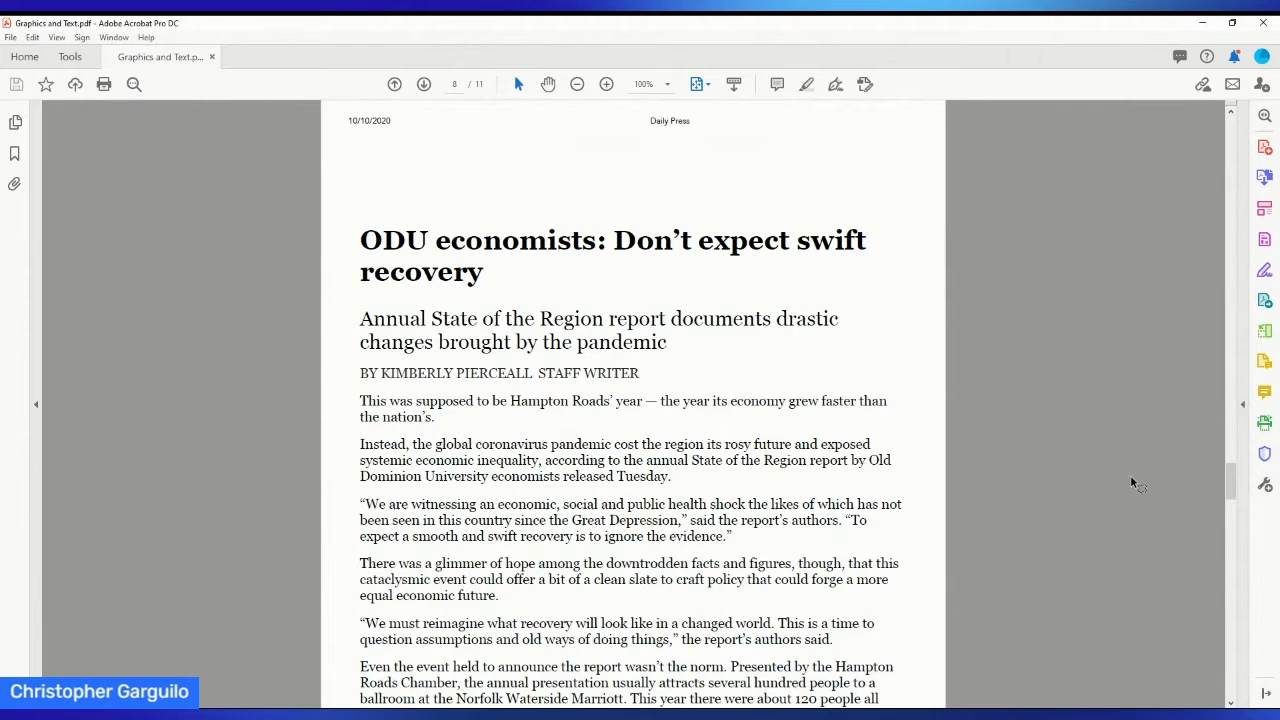 Graphics and Text.pdf - Adobe Acrobat Pro DC
File Edit View Sign Window Help
Home Tools Graphics and Text.p... ×
8 / 11 100%
10/10/2020 Daily Press
ODU economists: Don’t expect swift
recovery
Annual State of the Region report documents drastic
changes brought by the pandemic
BY KIMBERLY PIERCEALL STAFF WRITER
This was supposed to be Hampton Roads’ year — the year its economy grew faster than
the nation’s.
Instead, the global coronavirus pandemic cost the region its rosy future and exposed
systemic economic inequality, according to the annual State of the Region report by Old
Dominion University economists released Tuesday.
“We are witnessing an economic, social and public health shock the likes of which has not
been seen in this country since the Great Depression,” said the report’s authors. “To
expect a smooth and swift recovery is to ignore the evidence.”
There was a glimmer of hope among the downtrodden facts and figures, though, that this
cataclysmic event could offer a bit of a clean slate to craft policy that could forge a more
equal economic future.
“We must reimagine what recovery will look like in a changed world. This is a time to
question assumptions and old ways of doing things,” the report’s authors said.
Even the event held to announce the report wasn’t the norm. Presented by the Hampton
Roads Chamber, the annual presentation usually attracts several hundred people to a
ballroom at the Norfolk Waterside Marriott. This year there were about 120 people all
Christopher Garguilo